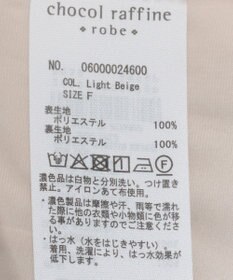 chocol raffine
robe
NO. 06000024600
COL. Light Beige
SIZE F
表生地
ポリエステル 100%
裏生地
ポリエステル 100%
濃色製品は白物と分別洗い。つけ置き
禁止。アイロンあて布使用。
・濃色製品は摩擦や汗、雨等で濡れ
た際に他の衣類や小物類に色が移
る事がありますのでご注意下さ
い。
・はっ水（水をはじきやすい）。
着用、洗濯により、はっ水効果が